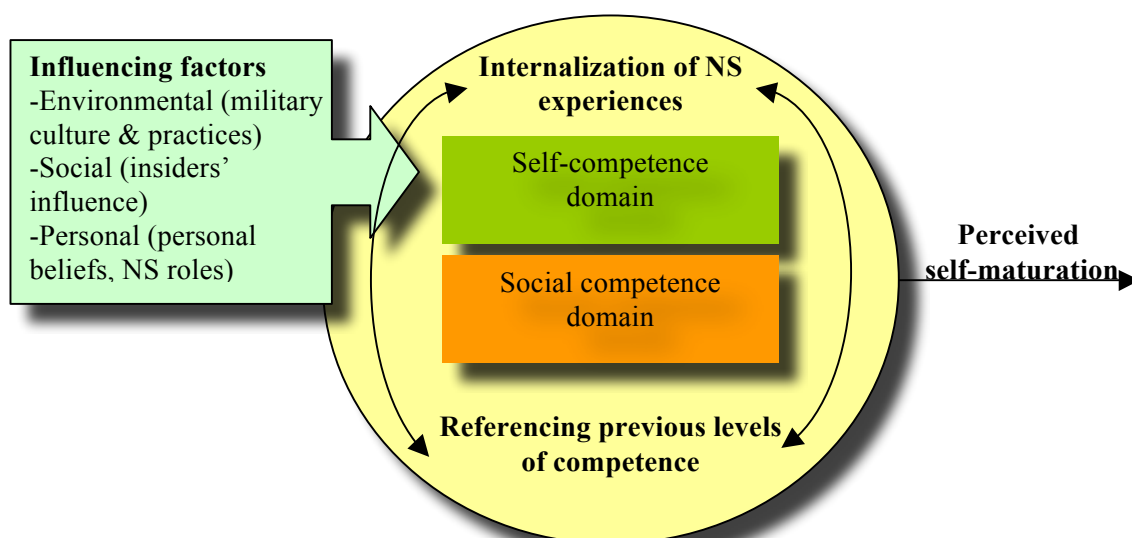 Influencing factors
-Environmental (military
culture & practices)
-Social (insiders’
influence)
-Personal (personal
beliefs, NS roles)
Internalization of NS
experiences
Self-competence
domain
Social competence
domain
Referencing previous levels
of competence
Perceived
self-maturation